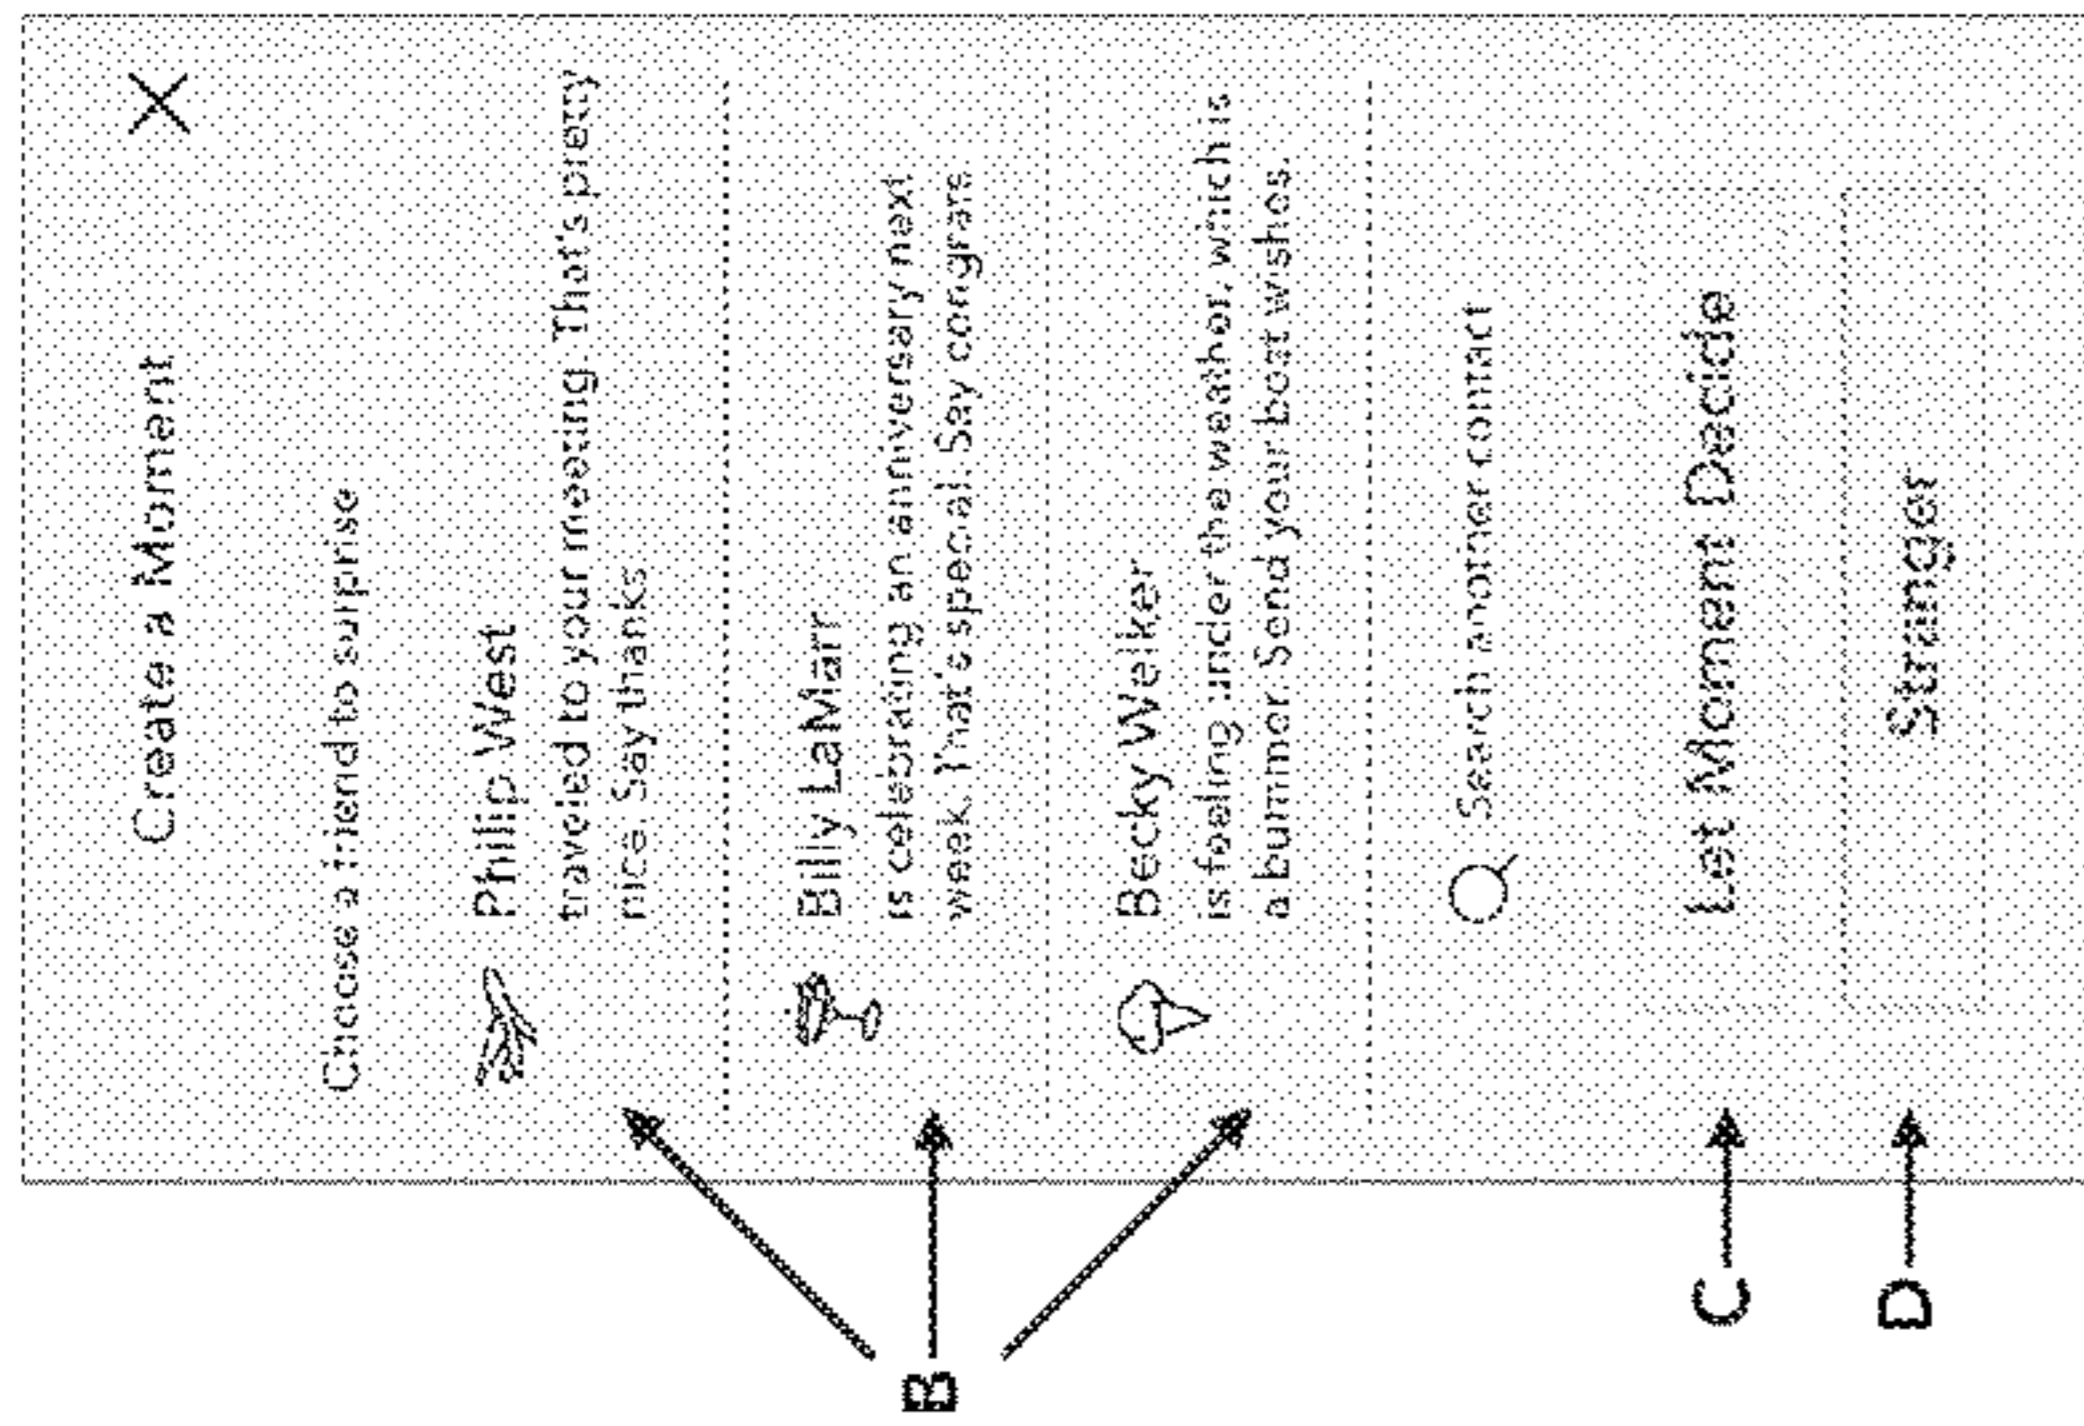 Create a Moment
Choose a friend to surprise
Phillip West
traveled to your meeting. That's pretty
nice. Say thanks
Billy LaMarr
is celebrating an anniversary next
week. That's special. Say congrats
Becky Welker
is feeling under the weather, which is
a bummer. Send your best wishes.
Search another contact
Let Moment Decide
Stranger
B
C
D